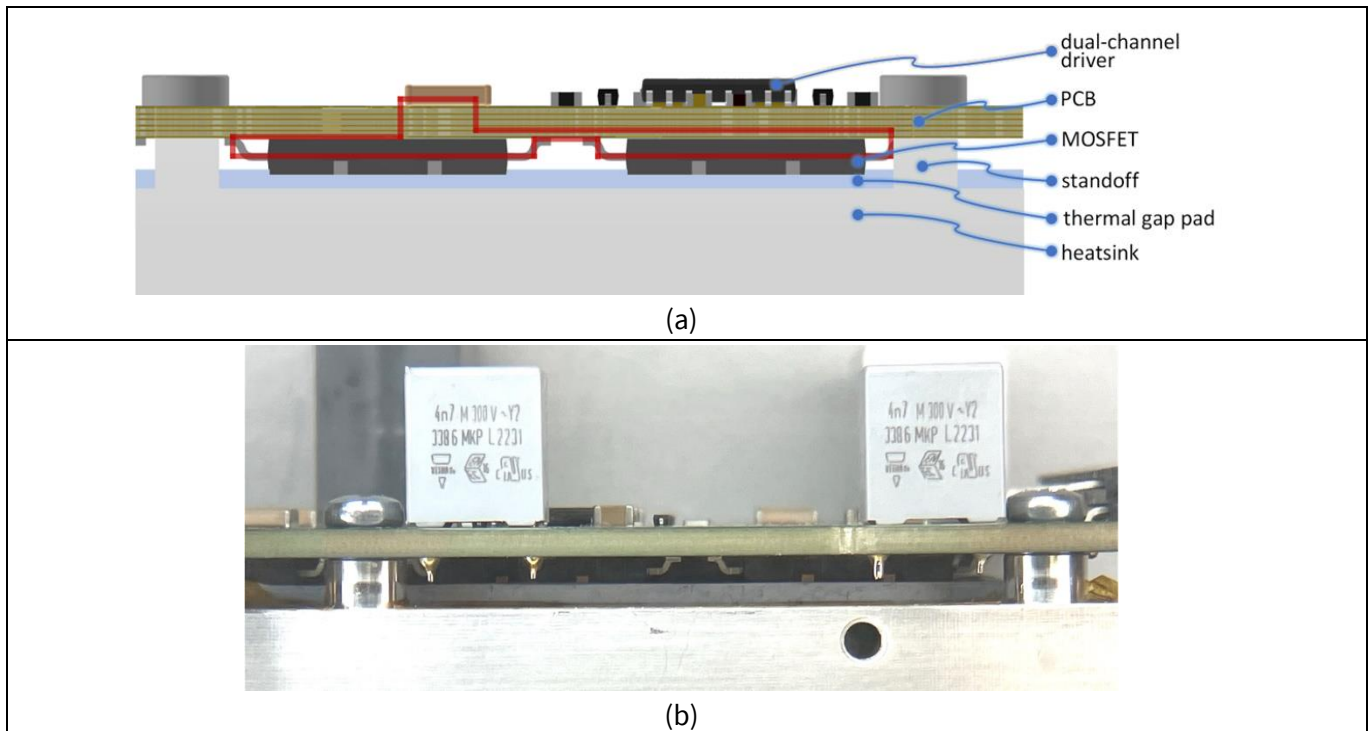 dual-channel
driver
PCB
MOSFET
standoff
thermal gap pad
heatsink
(a)
4n7 M 300 V ~ Y2
3386 MKP L2231
4n7 M 300 V ~ Y2
3386 MKP L2231
(b)